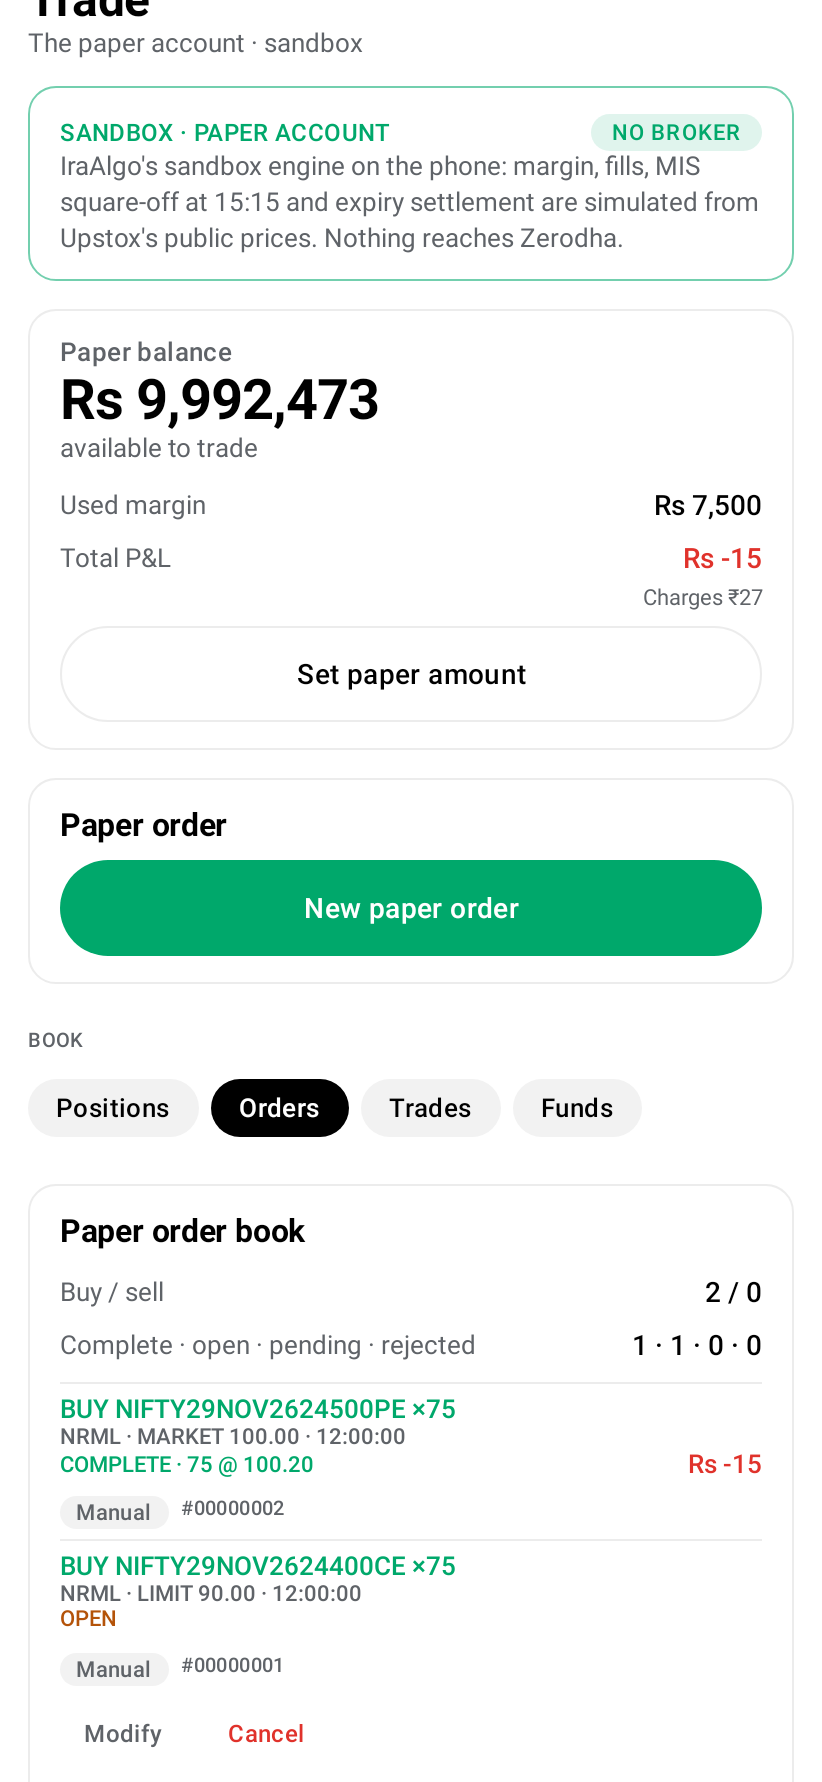 Trade
The paper account · sandbox
SANDBOX · PAPER ACCOUNT
NO BROKER
IraAlgo's sandbox engine on the phone: margin, fills, MIS
square-off at 15:15 and expiry settlement are simulated from
Upstox's public prices. Nothing reaches Zerodha.
Paper balance
Rs 9,992,473
available to trade
Used margin
Rs 7,500
Total P&L
Rs -15
Charges ₹27
Set paper amount
Paper order
New paper order
BOOK
Positions
Orders
Trades
Funds
Paper order book
Buy / sell
2 / 0
Complete · open · pending · rejected
1 · 1 · 0 · 0
BUY NIFTY29NOV2624500PE ×75
NRML · MARKET 100.00 · 12:00:00
COMPLETE · 75 @ 100.20
Rs -15
Manual
#00000002
BUY NIFTY29NOV2624400CE ×75
NRML · LIMIT 90.00 · 12:00:00
OPEN
Manual
#00000001
Modify
Cancel